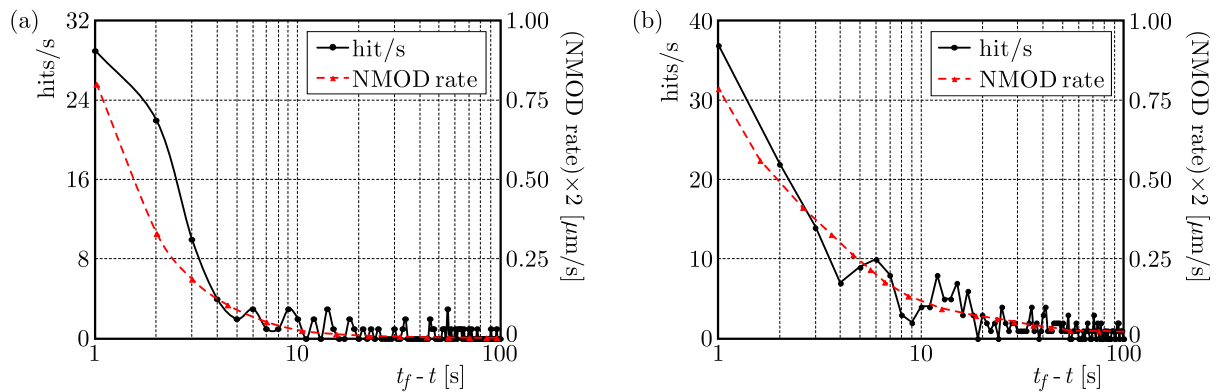 (a)
hits/s
32
24
16
8
0
1
10
100
t_f - t [s]
1.00
0.75
0.50
0.25
0
(NMOD rate)×2 [μm/s]
hit/s
NMOD rate
(b)
hits/s
40
30
20
10
0
1
10
100
t_f - t [s]
1.00
0.75
0.50
0.25
0
(NMOD rate)×2 [μm/s]
hit/s
NMOD rate